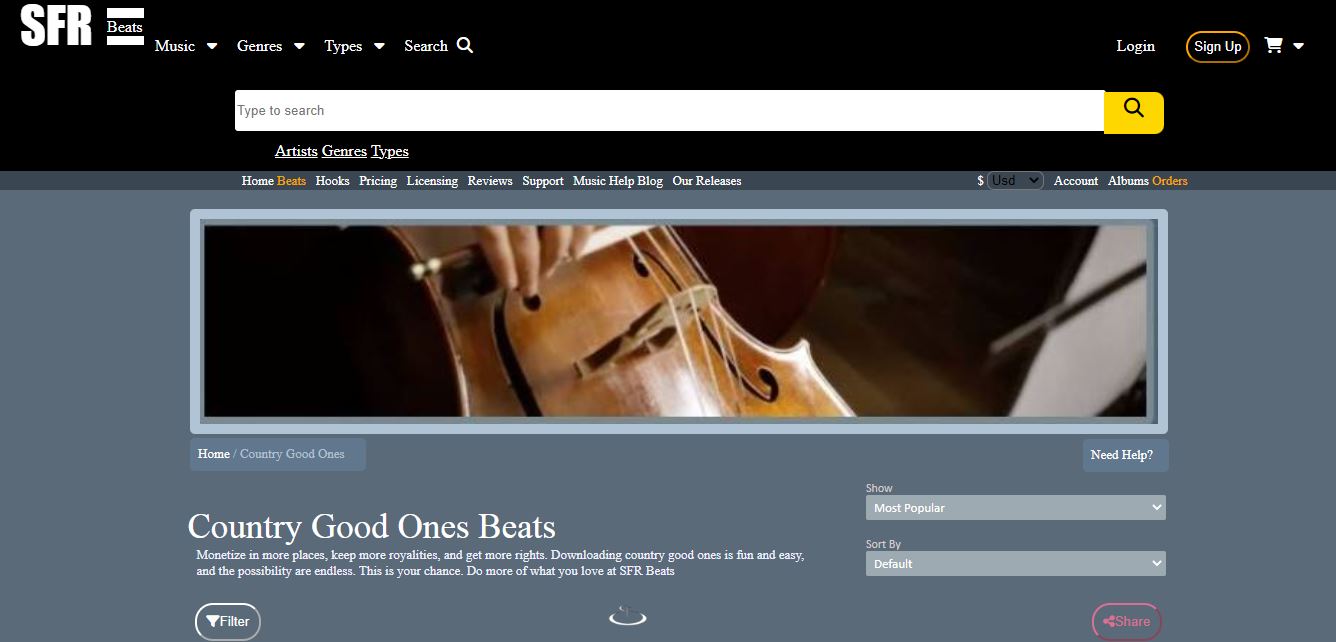 SFR Beats
Music Genres Types Search Login Sign Up
Type to search
Artists Genres Types
Home Beats Hooks Pricing Licensing Reviews Support Music Help Blog Our Releases $ Usd Account Albums Orders
Home / Country Good Ones Need Help?
Show
Most Popular
Country Good Ones Beats
Sort By
Monetize in more places, keep more royalities, and get more rights. Downloading country good ones is fun and easy,
Default
and the possibility are endless. This is your chance. Do more of what you love at SFR Beats
Filter Share